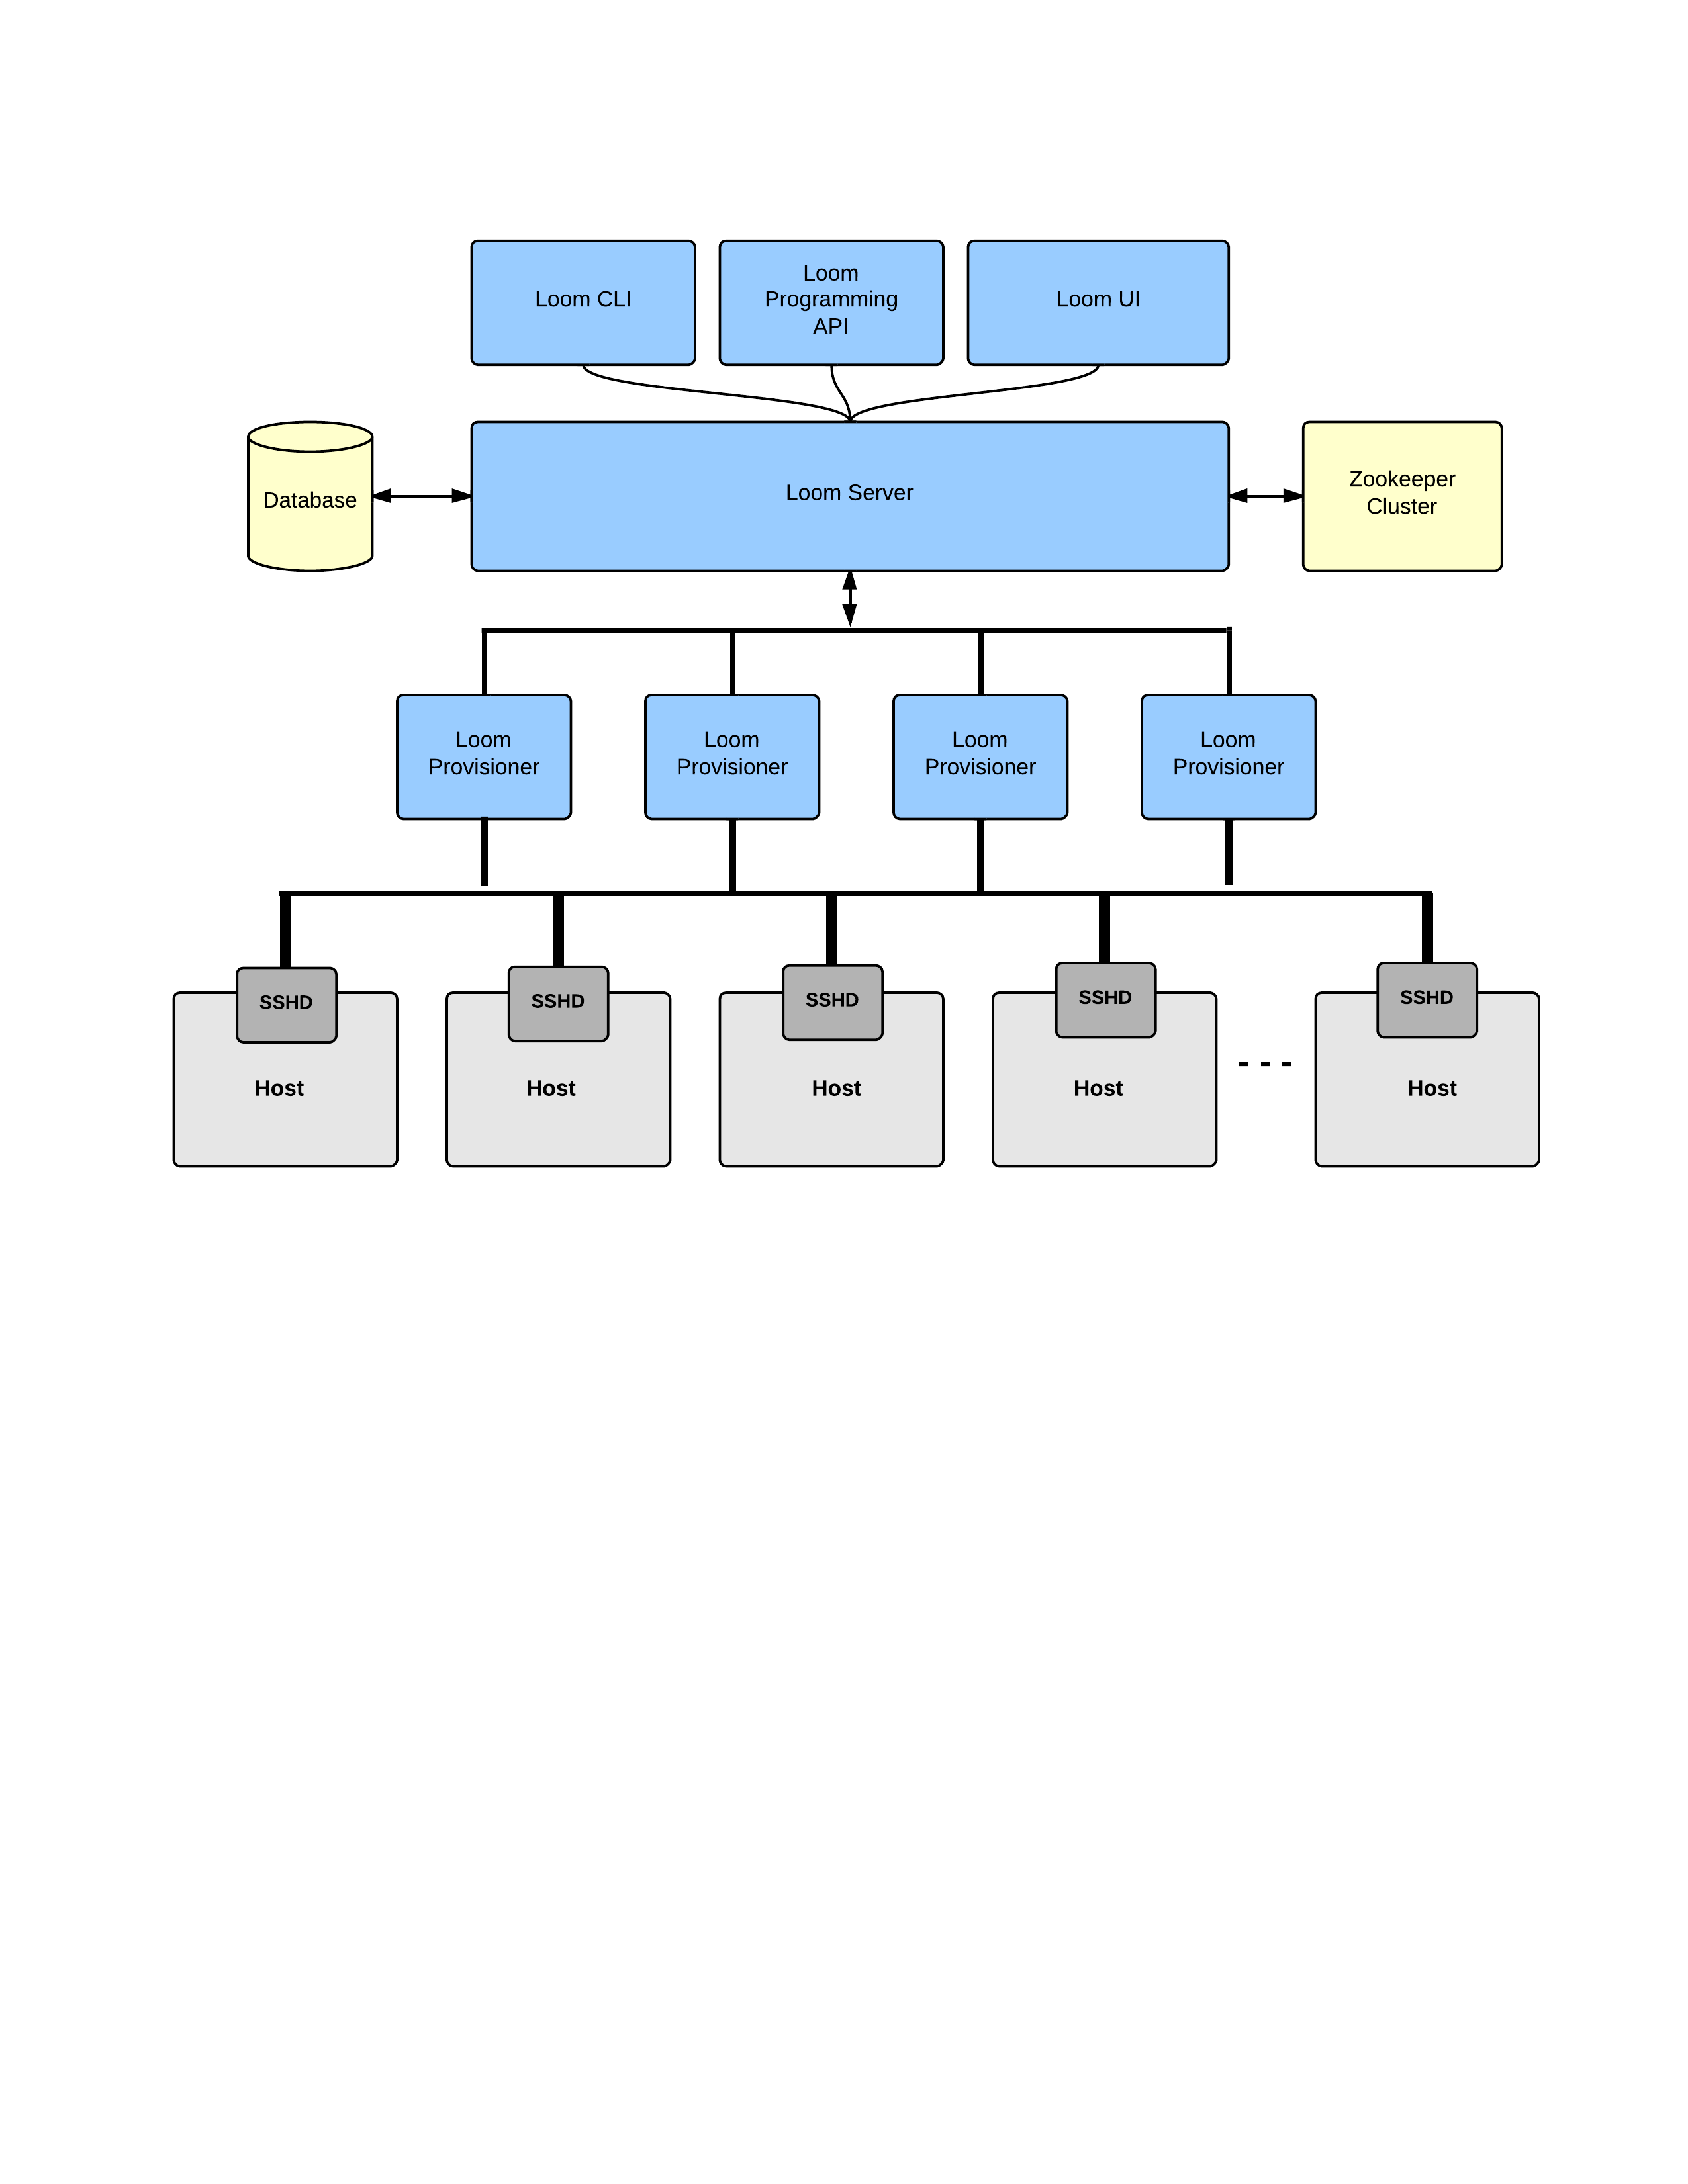 Loom CLI
Loom
Programming
API
Loom UI
Database
Loom Server
Zookeeper
Cluster
Loom
Provisioner
Loom
Provisioner
Loom
Provisioner
Loom
Provisioner
SSHD
SSHD
SSHD
SSHD
SSHD
Host
Host
Host
Host
- - -
Host